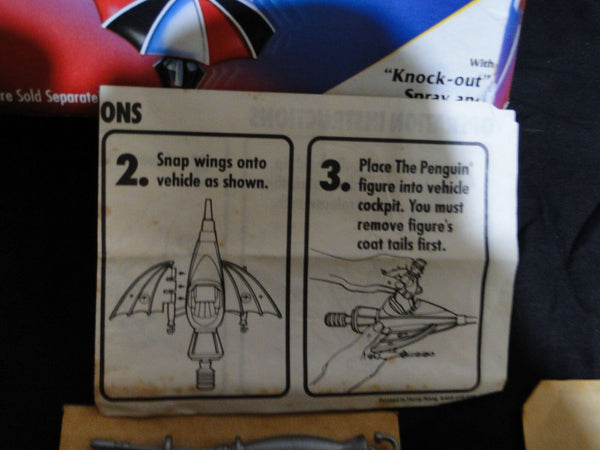 With
"Knock-out"
Spray and
re Sold Separate
ONS
2. Snap wings onto
vehicle as shown.
3. Place The Penguin
figure into vehicle
cockpit. You must
remove figure's
coat tails first.